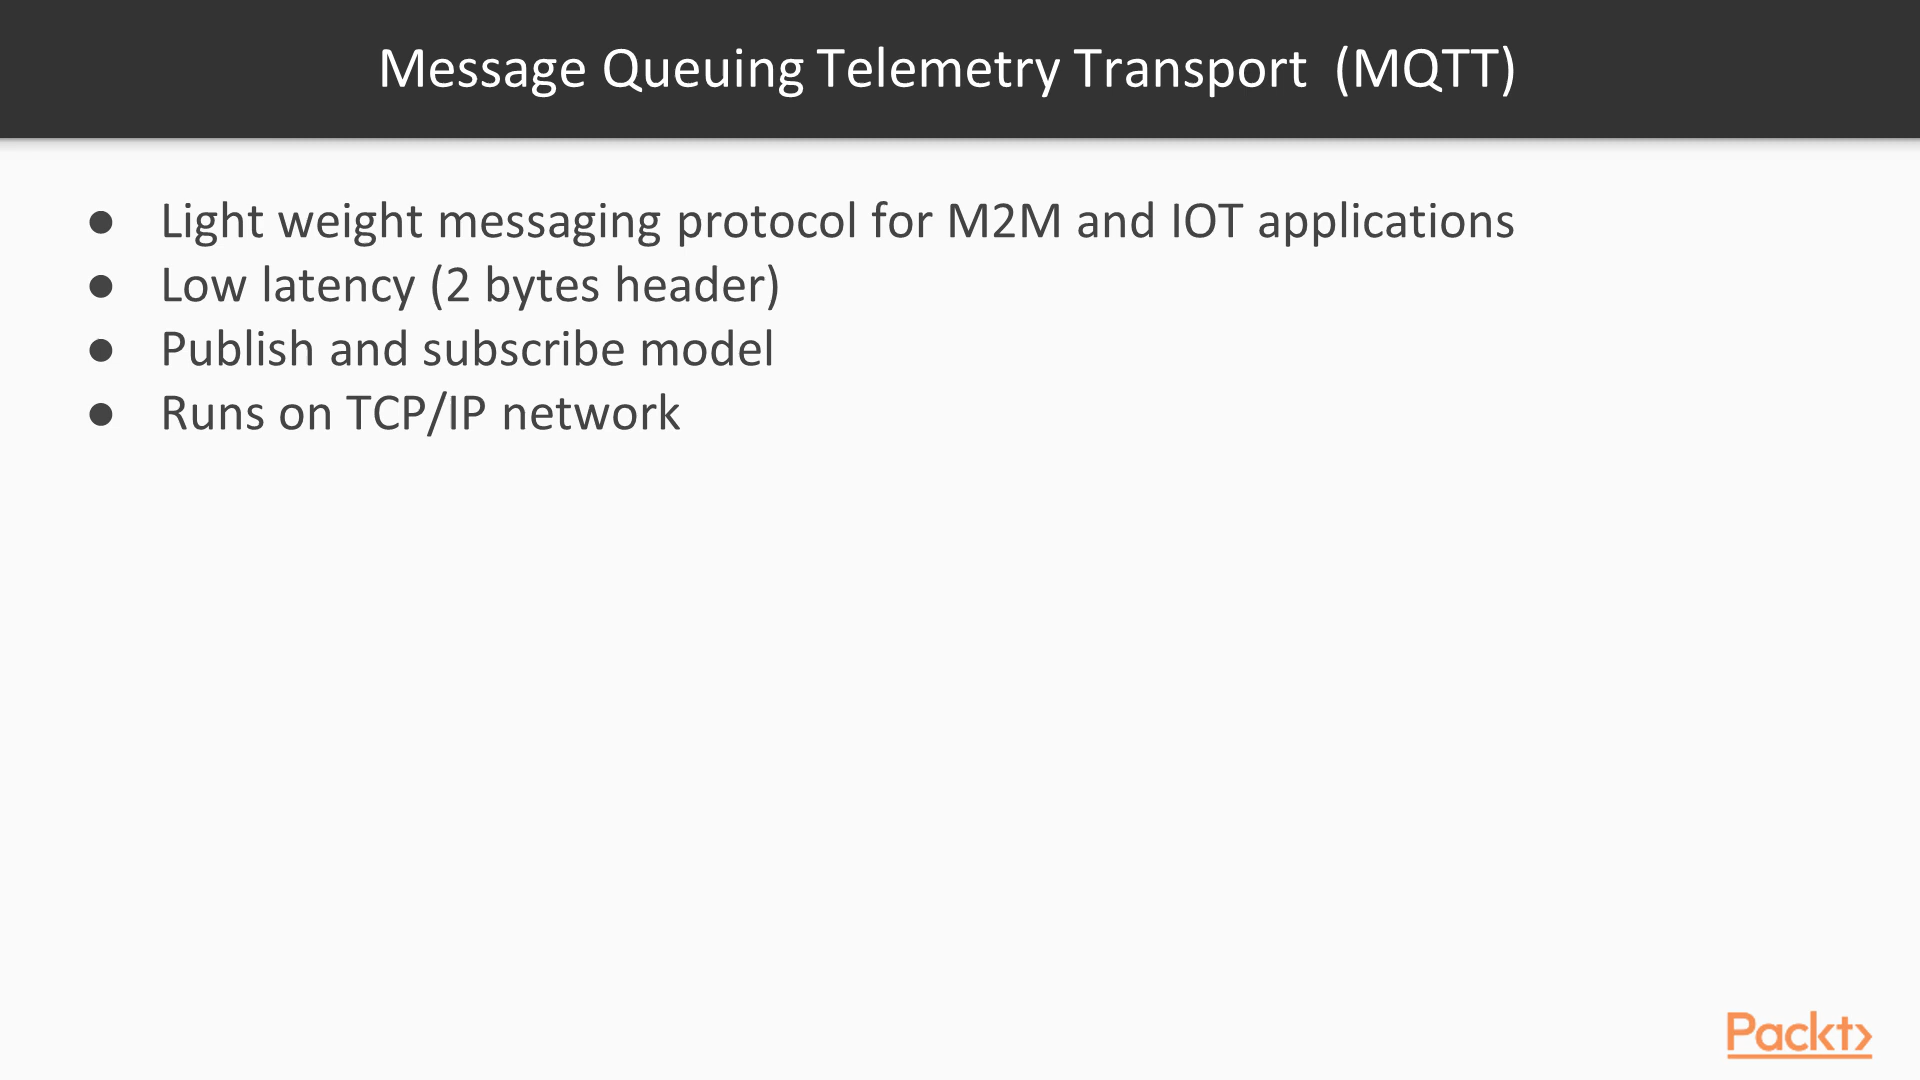 Message Queuing Telemetry Transport (MQTT)
● Light weight messaging protocol for M2M and IOT applications
● Low latency (2 bytes header)
● Publish and subscribe model
● Runs on TCP/IP network
Packt>